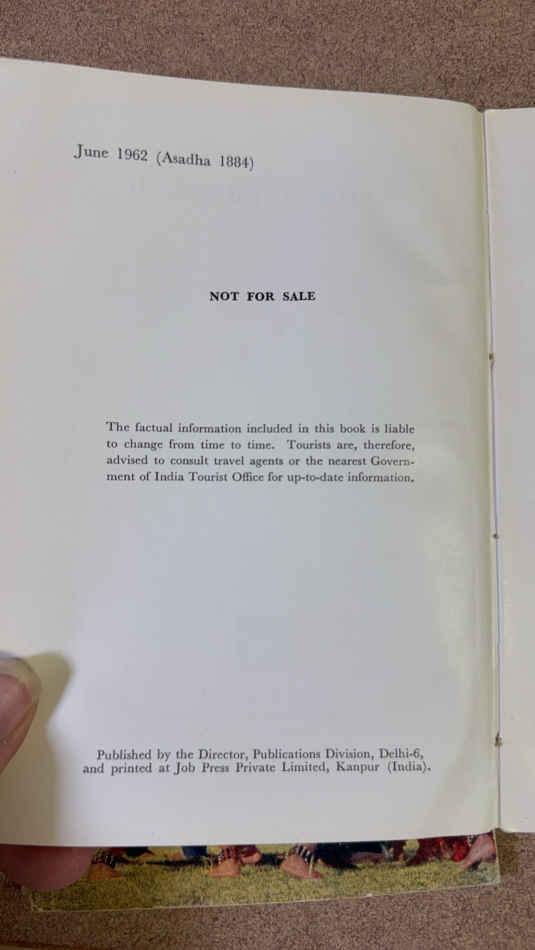 June 1962 (Asadha 1884)
NOT FOR SALE
The factual information included in this book is liable
to change from time to time. Tourists are, therefore,
advised to consult travel agents or the nearest Govern-
ment of India Tourist Office for up-to-date information.
Published by the Director, Publications Division, Delhi-6,
and printed at Job Press Private Limited, Kanpur (India).